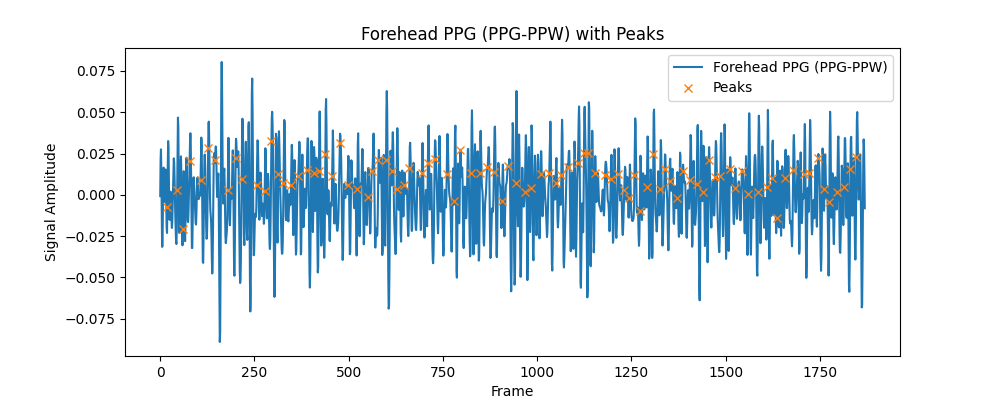 Forehead PPG (PPG-PPW) with Peaks
Forehead PPG (PPG-PPW)
Peaks
Signal Amplitude
0.075
0.050
0.025
0.000
−0.025
−0.050
−0.075
0 250 500 750 1000 1250 1500 1750
Frame